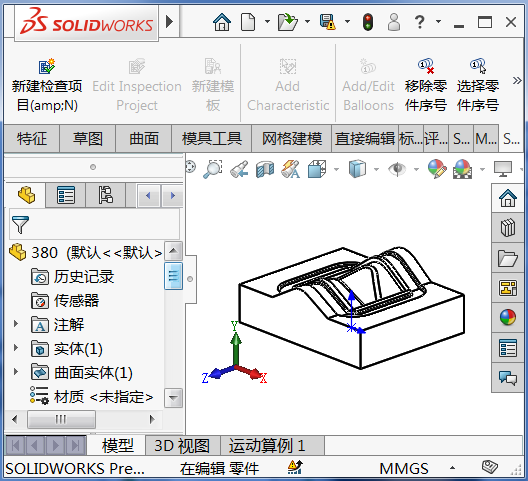 SOLIDWORKS
新建检查项
目(amp;N)
Edit Inspection
Project
新建模
板
Add
Characteristic
Add/Edit
Balloons
移除零
件序号
选择零
件序号
特征 草图 曲面 模具工具 网格建模 直接编辑 标... 评... S... M... S...
380 (默认<<默认>
历史记录
传感器
注解
实体(1)
曲面实体(1)
材质 <未指定>
Y
Z
X
模型 3D 视图 运动算例 1
SOLIDWORKS Pre... 在编辑 零件 MMGS